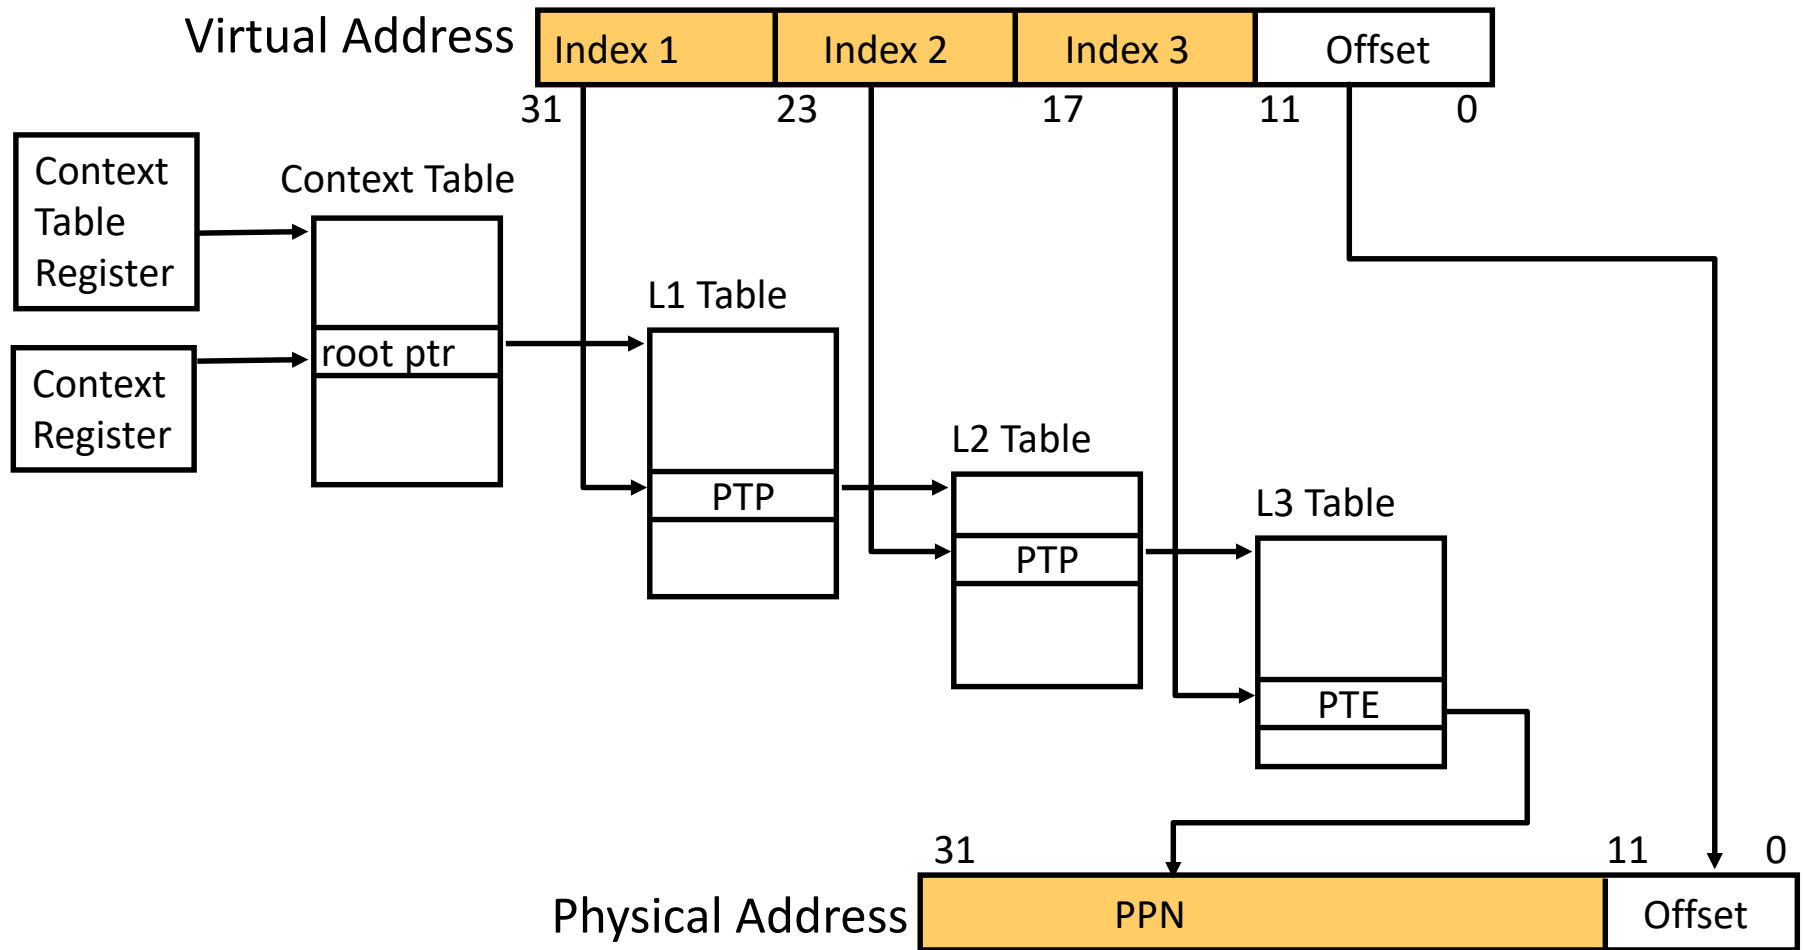 Virtual Address
Index 1
Index 2
Index 3
Offset
31
23
17
11
0
Context
Table
Register
Context Table
root ptr
Context
Register
L1 Table
PTP
L2 Table
PTP
L3 Table
PTE
31
11
0
Physical Address
PPN
Offset